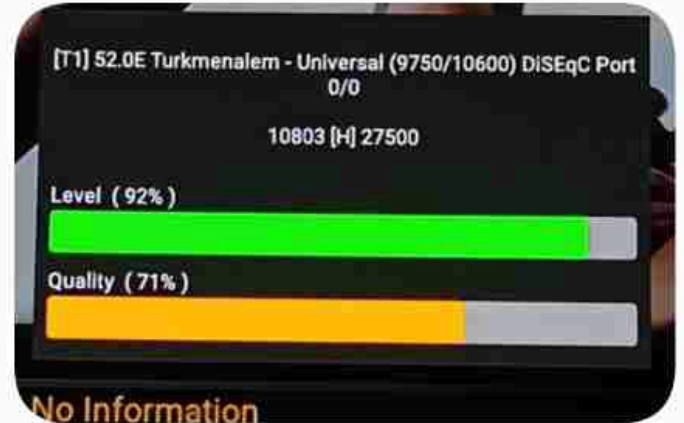 [T1] 52.0E Turkmenalem - Universal (9750/10600) DiSEqC Port
0/0
10803 [H] 27500
Level ( 92% )
Quality ( 71% )
No Information